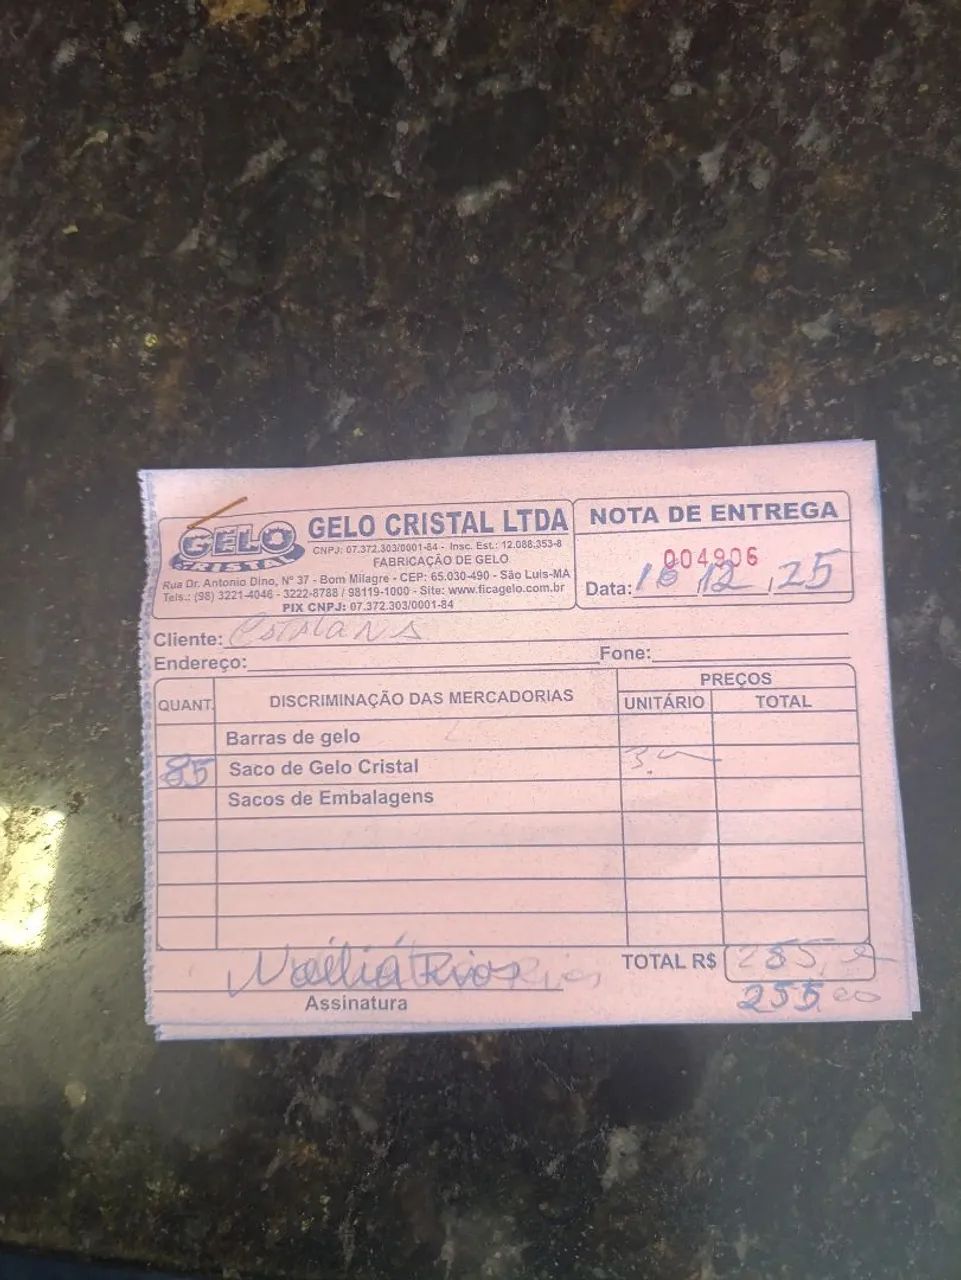 GELO CRISTAL
GELO CRISTAL LTDA
CNPJ: 07.372.303/0001-84 - Insc. Est.: 12.088.353-8
FABRICAÇÃO DE GELO
Rua Dr. Antonio Dino, Nº 37 - Bom Milagre - CEP: 65.030-490 - São Luis-MA
Tels.: (98) 3221-4046 - 3222-8788 / 98119-1000 - Site: www.ficagelo.com.br
PIX CNPJ: 07.372.303/0001-84
NOTA DE ENTREGA
004906
Data: 16 12 25
Cliente:
Endereço: Fone:
QUANT. DISCRIMINAÇÃO DAS MERCADORIAS PREÇOS
UNITÁRIO TOTAL
Barras de gelo
85 Saco de Gelo Cristal
Sacos de Embalagens
TOTAL R$ 255,
255,00
Rios
Assinatura